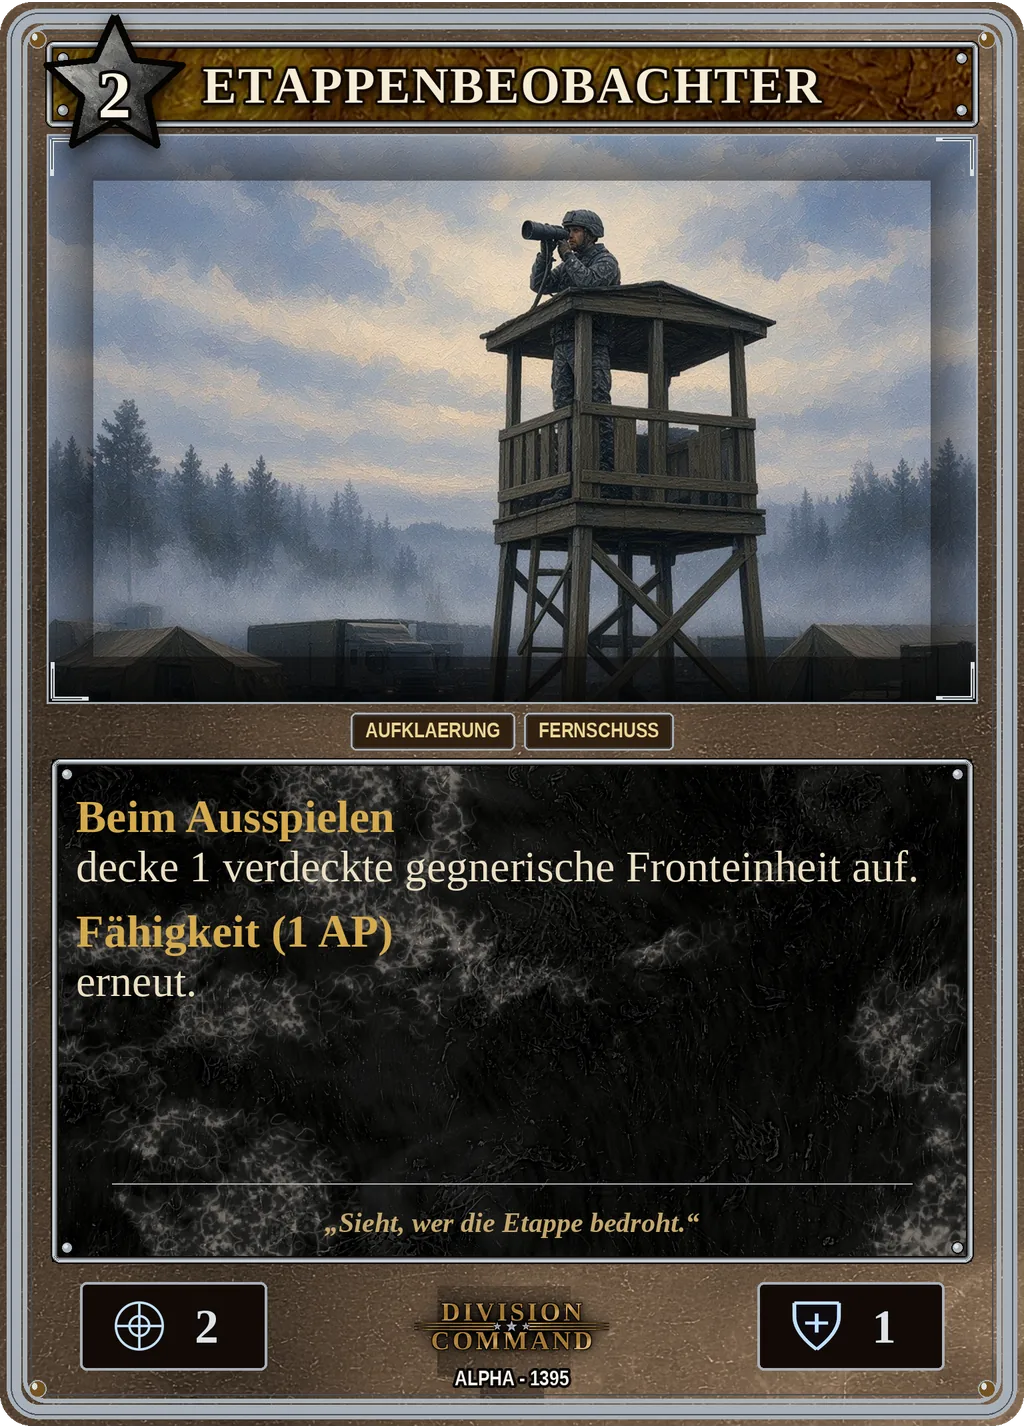 2
ETAPPENBEOBACHTER
AUFKLAERUNG
FERNSCHUSS
Beim Ausspielen
decke 1 verdeckte gegnerische Fronteinheit auf.
Fähigkeit (1 AP)
erneut.
„Sieht, wer die Etappe bedroht.“
2
DIVISION
COMMAND
ALPHA - 1395
1